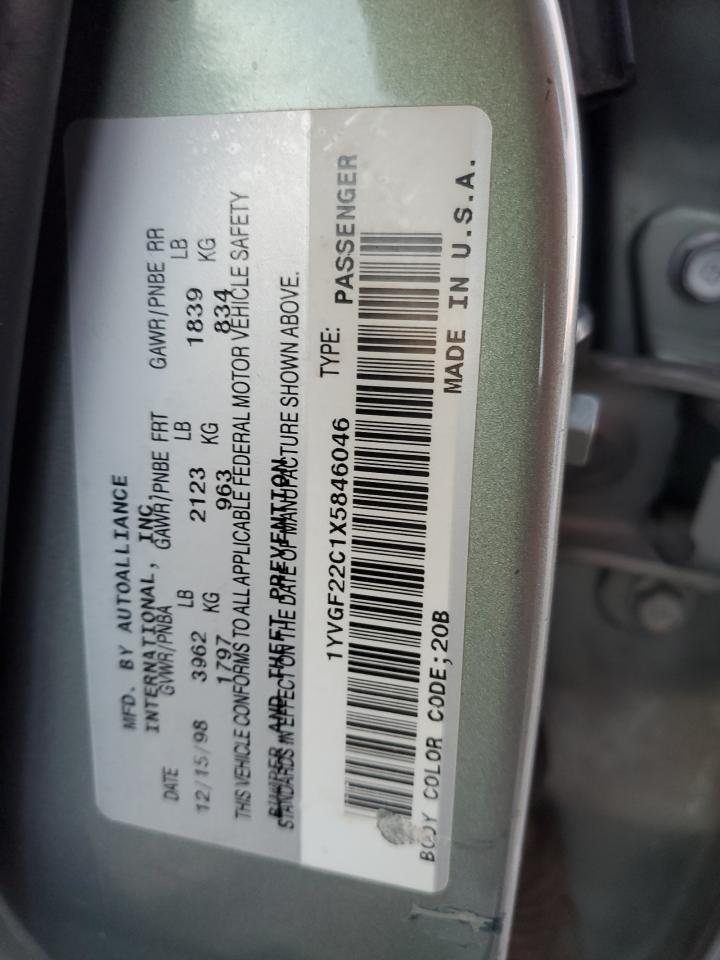 MFD. BY AUTOALLIANCE
INTERNATIONAL, INC.
DATE GVWR/PNBA GAWR/PNBE FRT GAWR/PNBE RR
LB LB LB
12/15/98 3962 2123 1839
KG KG KG
1797 963 834
THIS VEHICLE CONFORMS TO ALL APPLICABLE FEDERAL MOTOR VEHICLE SAFETY
BUMPER AND THEFT PREVENTION
STANDARDS IN EFFECT ON THE DATE OF MANUFACTURE SHOWN ABOVE.
1YVGF22C1X5846046 TYPE: PASSENGER
BODY COLOR CODE;20B MADE IN U.S.A.